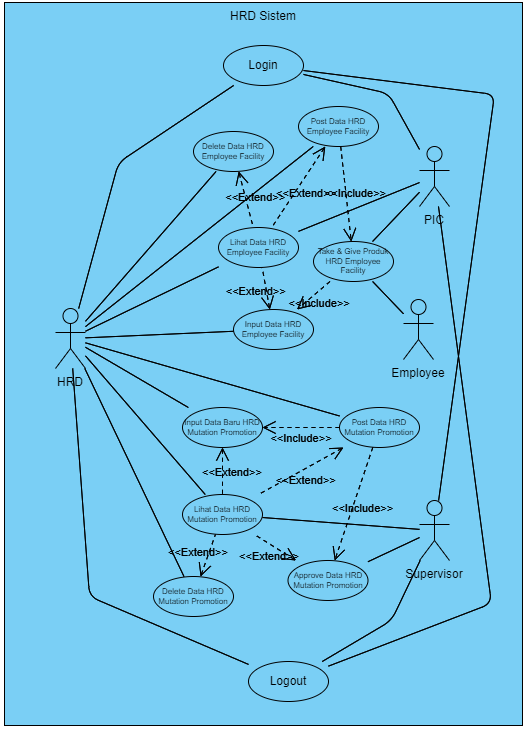 HRD Sistem
Login
Post Data HRD
Employee Facility
Delete Data HRD
Employee Facility
<<Extend>>
<<Extend>>
<<Include>>
PIC
Lihat Data HRD
Employee Facility
Take & Give Produk
HRD Employee
Facility
<<Extend>>
<<Include>>
Input Data HRD
Employee Facility
Employee
HRD
Input Data Baru HRD
Mutation Promotion
<<Include>>
Post Data HRD
Mutation Promotion
<<Extend>>
<<Extend>>
Lihat Data HRD
Mutation Promotion
<<Include>>
<<Extend>>
<<Extend>>
Supervisor
Approve Data HRD
Mutation Promotion
Delete Data HRD
Mutation Promotion
Logout